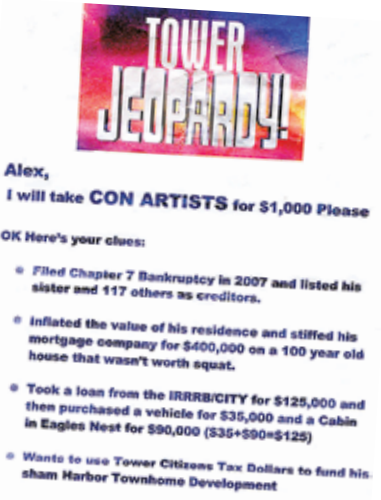 TOWER
JEOPARDY!
Alex,
I will take CON ARTISTS for $1,000 Please
OK Here's your clues:
• Filed Chapter 7 Bankruptcy in 2007 and listed his
sister and 117 others as creditors.
• Inflated the value of his residence and stiffed his
mortgage company for $400,000 on a 100 year old
house that wasn't worth squat.
• Took a loan from the IRRRB/CITY for $125,000 and
then purchased a vehicle for $35,000 and a Cabin
in Eagles Nest for $90,000 ($35+$90=$125)
• Wants to use Tower Citizens Tax Dollars to fund his
sham Harbor Townhome Development